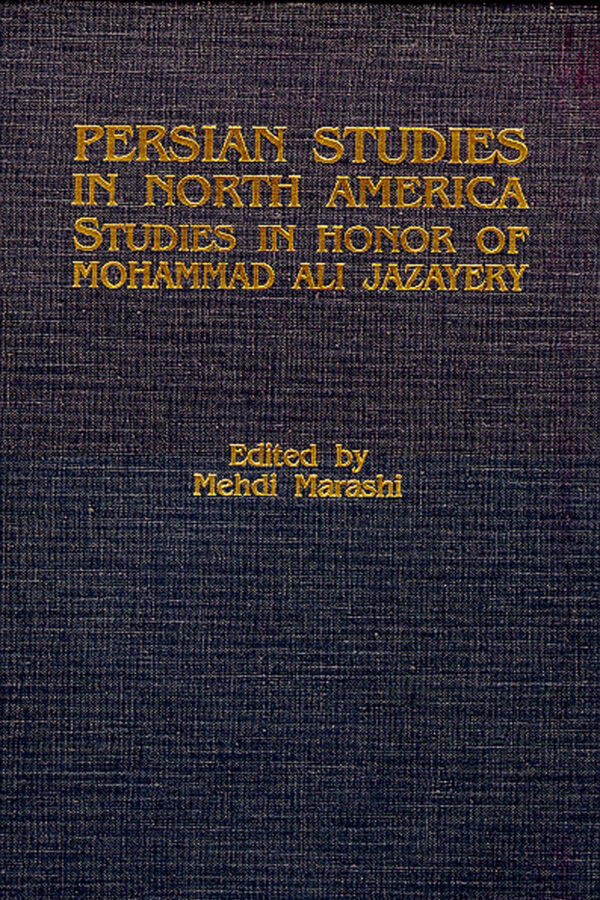 PERSIAN STUDIES
IN NORTH AMERICA
STUDIES IN HONOR OF
MOHAMMAD ALI JAZAYERY
Edited by
Mehdi Marashi